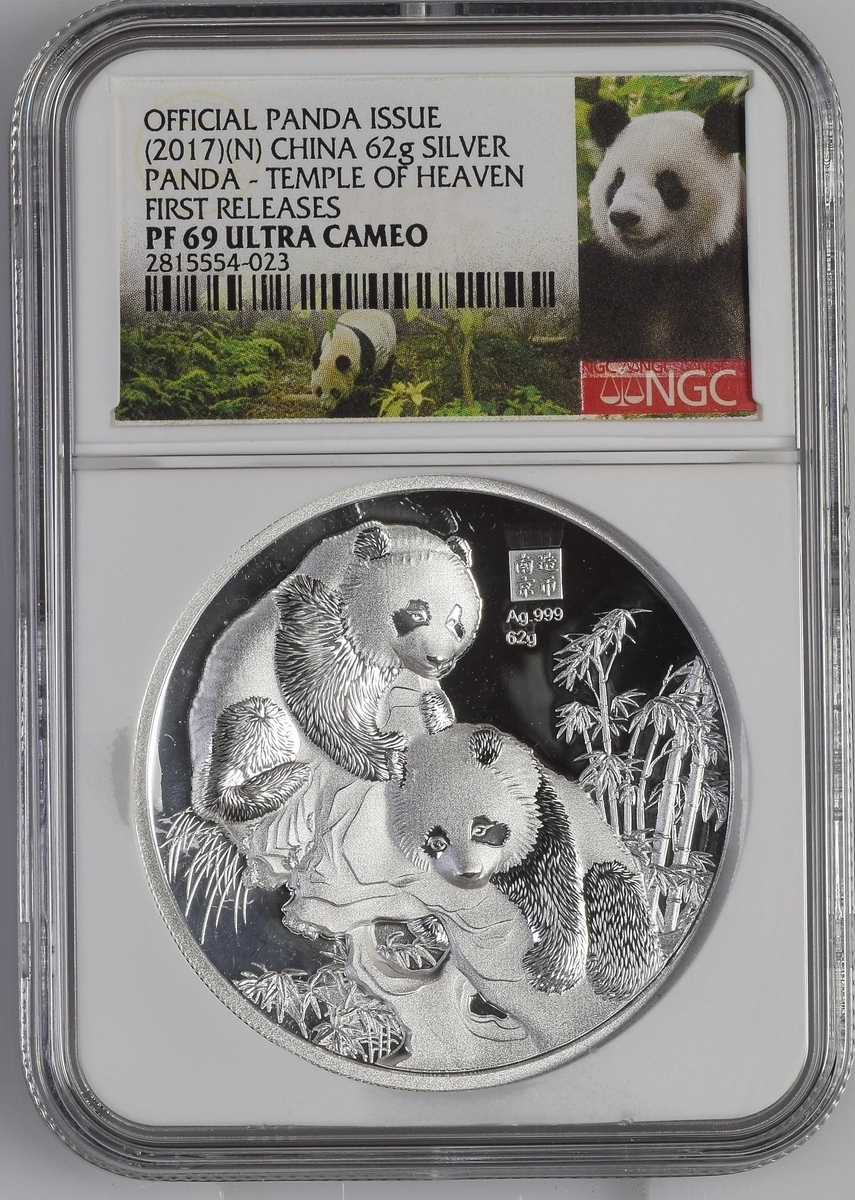 OFFICIAL PANDA ISSUE
(2017)(N) CHINA 62g SILVER
PANDA - TEMPLE OF HEAVEN
FIRST RELEASES
PF 69 ULTRA CAMEO
2815554-023
NGC
南造
京币
Ag.999
62g